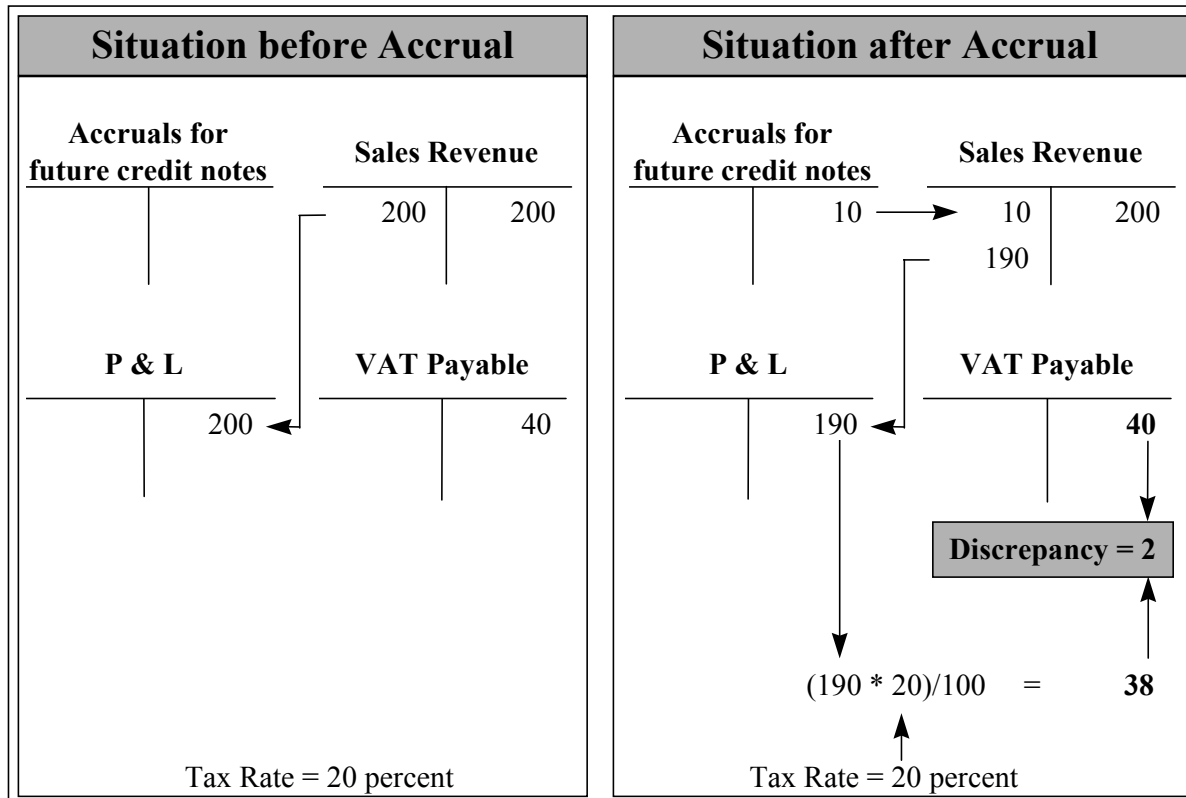 Situation before Accrual
Accruals for
future credit notes
Sales Revenue
200 200
P & L
VAT Payable
200
40
Tax Rate = 20 percent
Situation after Accrual
Accruals for
future credit notes
Sales Revenue
10
10 200
190
P & L
VAT Payable
190
40
Discrepancy = 2
(190 * 20)/100 = 38
Tax Rate = 20 percent